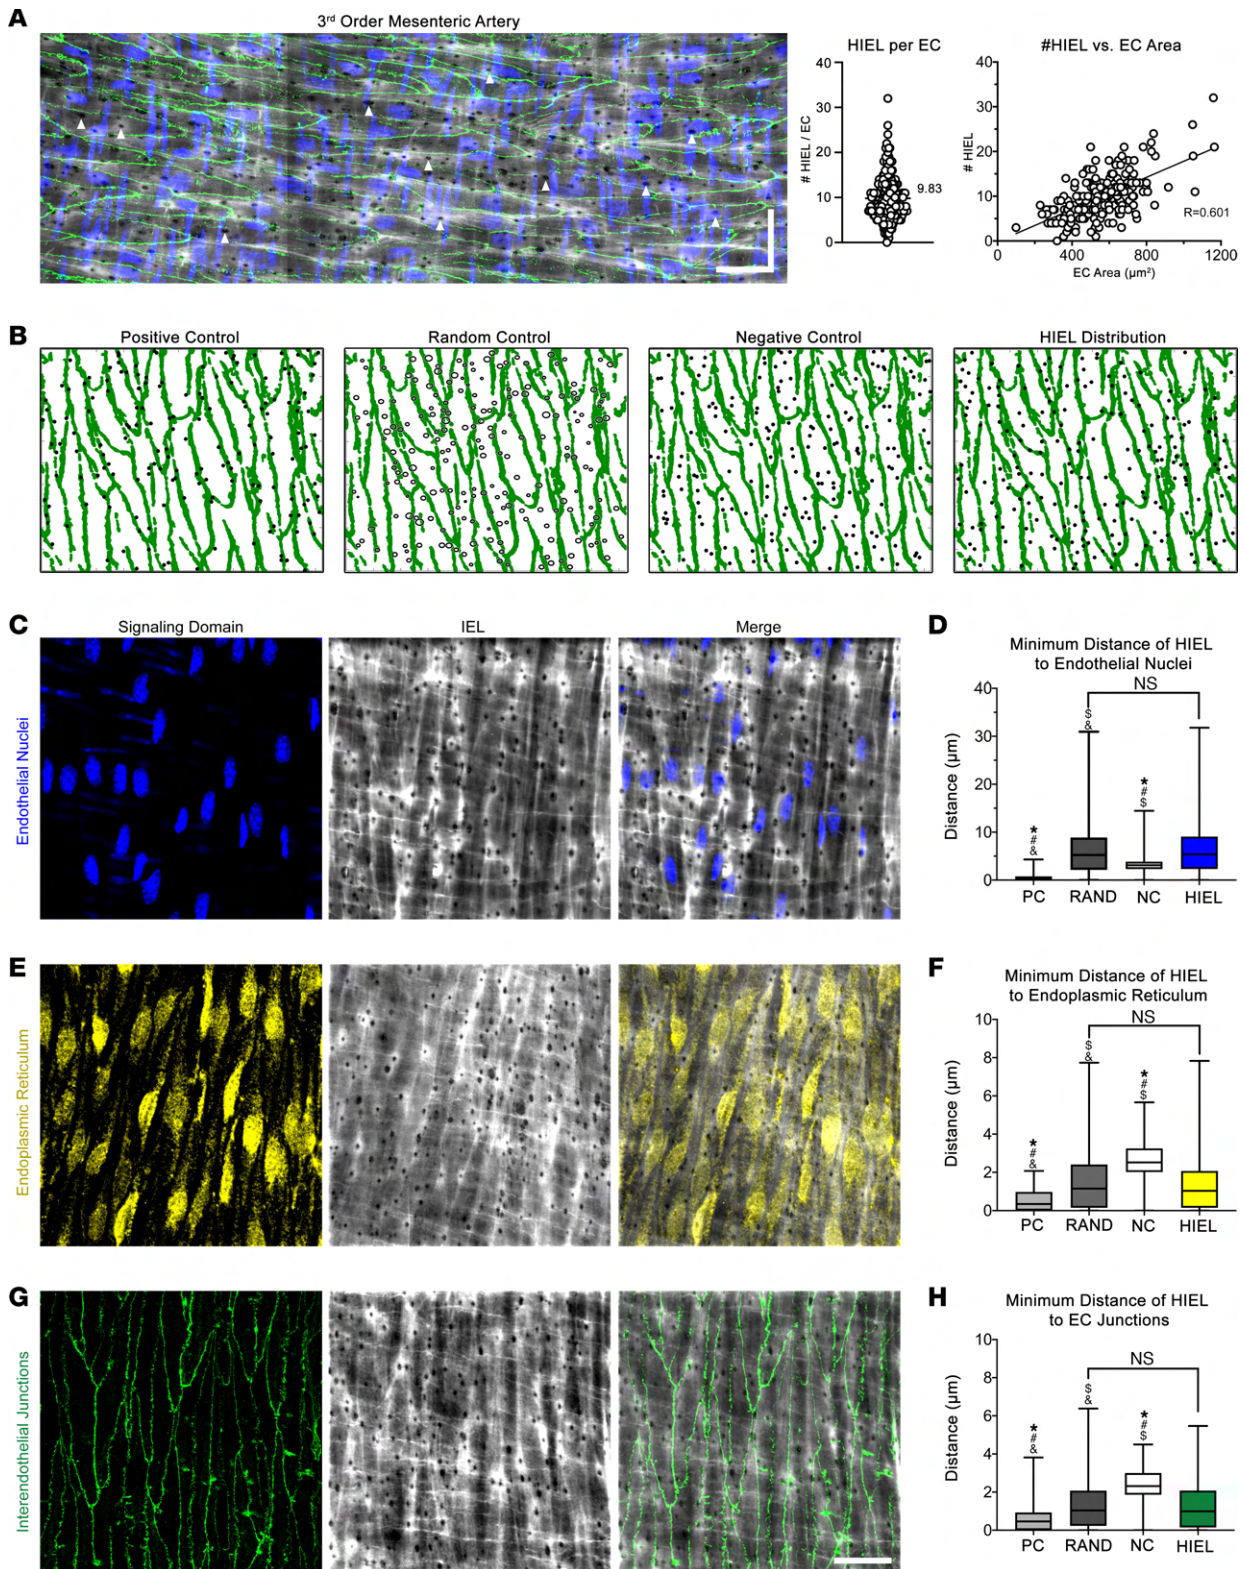 A
3rd Order Mesenteric Artery
HIEL per EC
# HIEL / EC
40
30
20
10
0
9.83
#HIEL vs. EC Area
# HIEL
40
30
20
10
0
R=0.601
400
800
1200
EC Area (μm²)
B
Positive Control
Random Control
Negative Control
HIEL Distribution
C
Signaling Domain
IEL
Merge
Endothelial Nuclei
D
Minimum Distance of HIEL
to Endothelial Nuclei
NS
Distance (μm)
40
30
20
10
0
*
#
&
$
&
*
#
$
PC
RAND
NC
HIEL
E
Endoplasmic Reticulum
F
Minimum Distance of HIEL
to Endoplasmic Reticulum
NS
Distance (μm)
10
8
6
4
2
0
*
#
&
$
&
*
#
$
PC
RAND
NC
HIEL
G
Interendothelial Junctions
H
Minimum Distance of HIEL
to EC Junctions
NS
Distance (μm)
10
8
6
4
2
0
*
#
&
$
&
*
#
$
PC
RAND
NC
HIEL